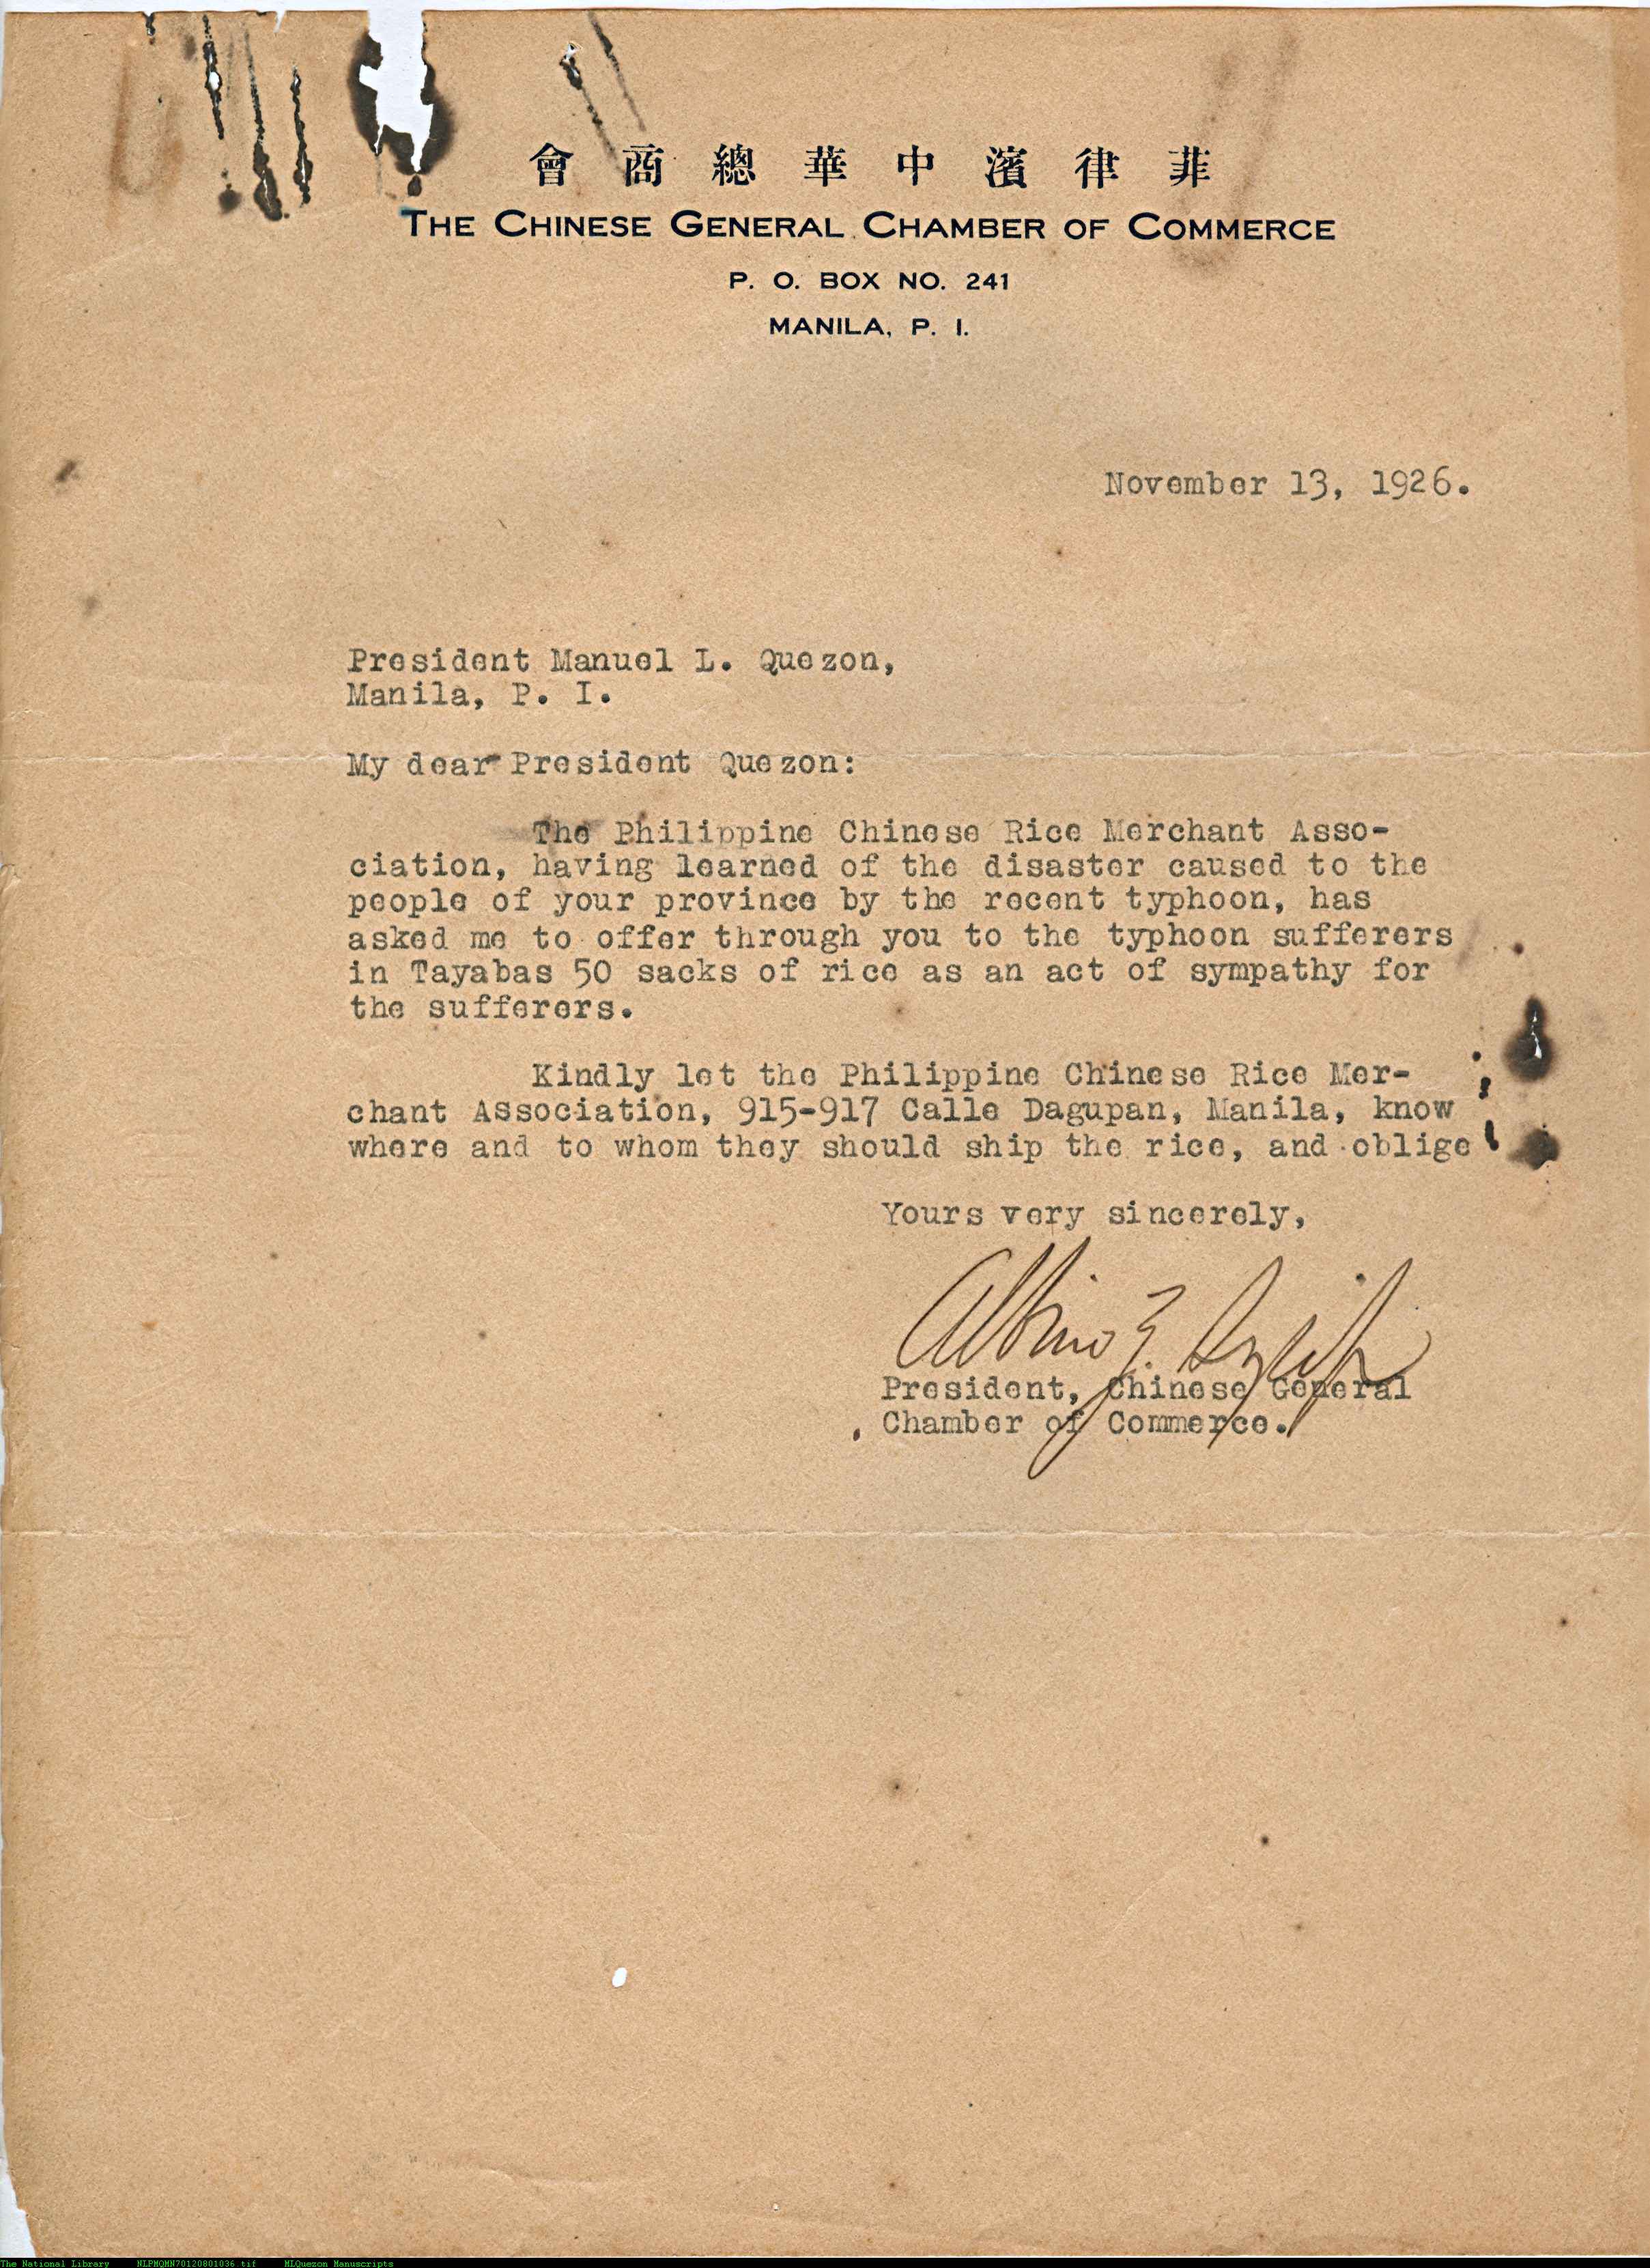 會商總華中濱律菲
THE CHINESE GENERAL CHAMBER OF COMMERCE
P. O. BOX NO. 241
MANILA, P. I.
November 13, 1926.
President Manuel L. Quezon,
Manila, P. I.
My dear President Quezon:
The Philippine Chinese Rice Merchant Asso-
ciation, having learned of the disaster caused to the
people of your province by the recent typhoon, has
asked me to offer through you to the typhoon sufferers
in Tayabas 50 sacks of rice as an act of sympathy for
the sufferers.
Kindly let the Philippine Chinese Rice Mer-
chant Association, 915-917 Calle Dagupan, Manila, know
where and to whom they should ship the rice, and oblige
Yours very sincerely,
Albino Z. SyCip
President, Chinese General
Chamber of Commerce.
The National Library NLPMQMN70120801036.tif MLQuezon Manuscripts